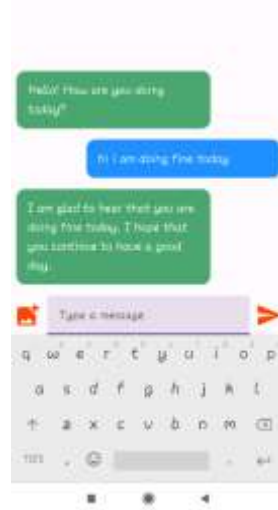 Hello! How are you doing
today?
hi i am doing fine today
I am glad to hear that you are
doing fine today. I hope that
you continue to have a good
day.
Type a message
q w e r t y u i o p
a s d f g h j k l
z x c v b n m
?123 , .